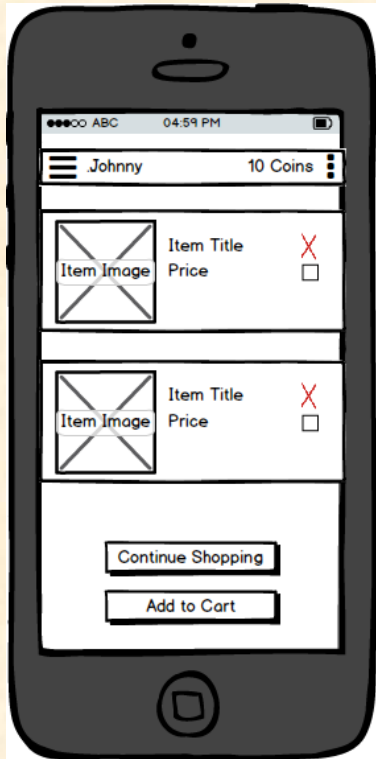 ABC 04:59 PM
.Johnny 10 Coins
Item Title
Item Image Price
Item Title
Item Image Price
Continue Shopping
Add to Cart